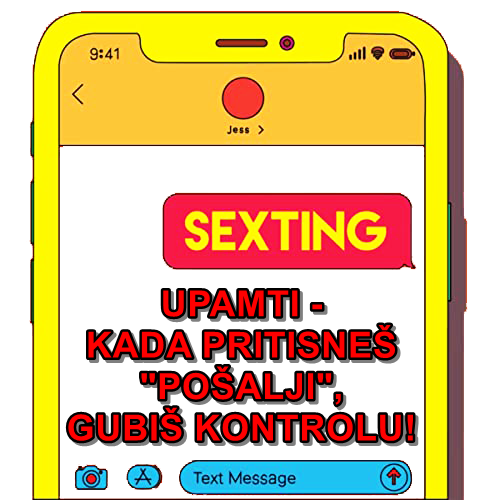 9:41
Jess >
SEXTING
UPAMTI -
KADA PRITISNEŠ
"POŠALJI",
GUBIŠ KONTROLU!
Text Message